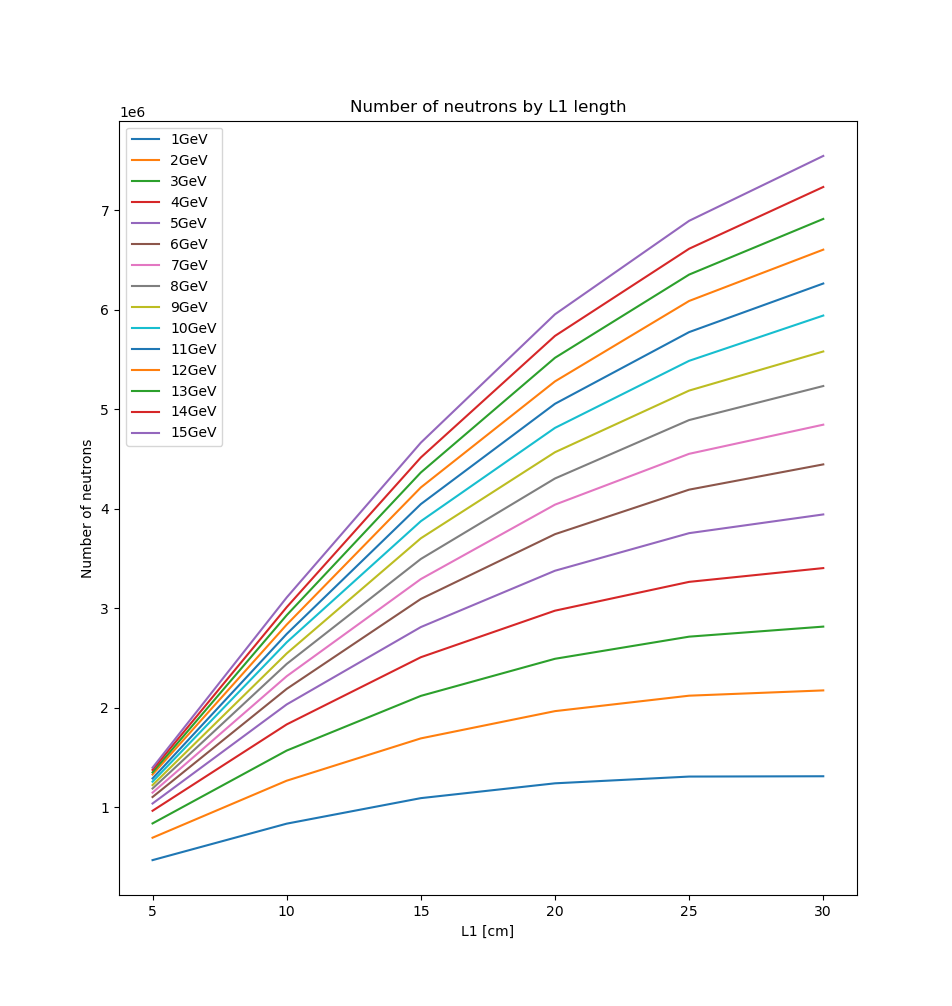 Number of neutrons by L1 length
1e6
1GeV
2GeV
3GeV
4GeV
5GeV
6GeV
7GeV
8GeV
9GeV
10GeV
11GeV
12GeV
13GeV
14GeV
15GeV
7
6
5
4
3
2
1
Number of neutrons
5 10 15 20 25 30
L1 [cm]